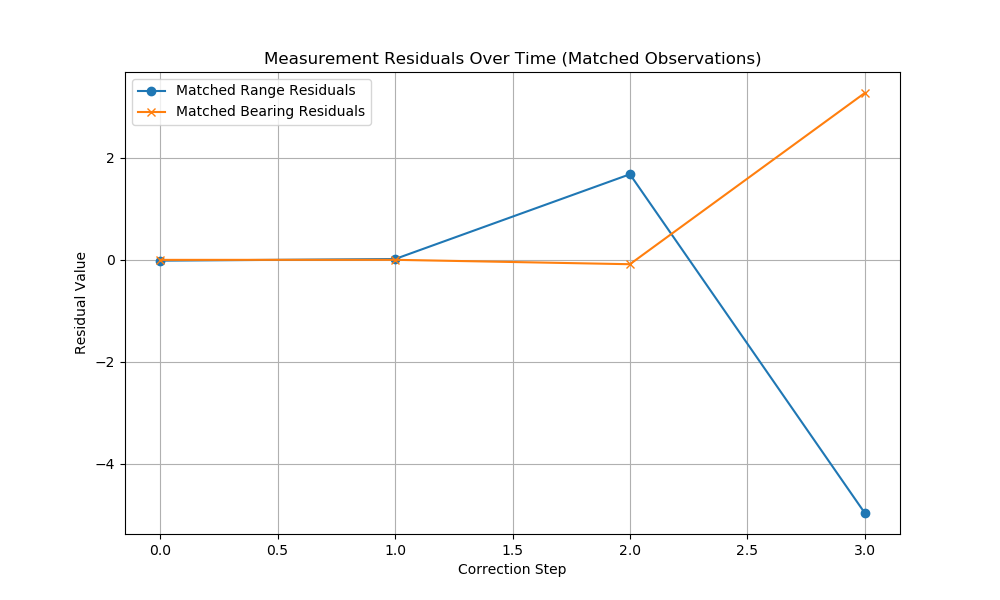 Measurement Residuals Over Time (Matched Observations)
Matched Range Residuals
Matched Bearing Residuals
2
0
−2
−4
Residual Value
0.0 0.5 1.0 1.5 2.0 2.5 3.0
Correction Step